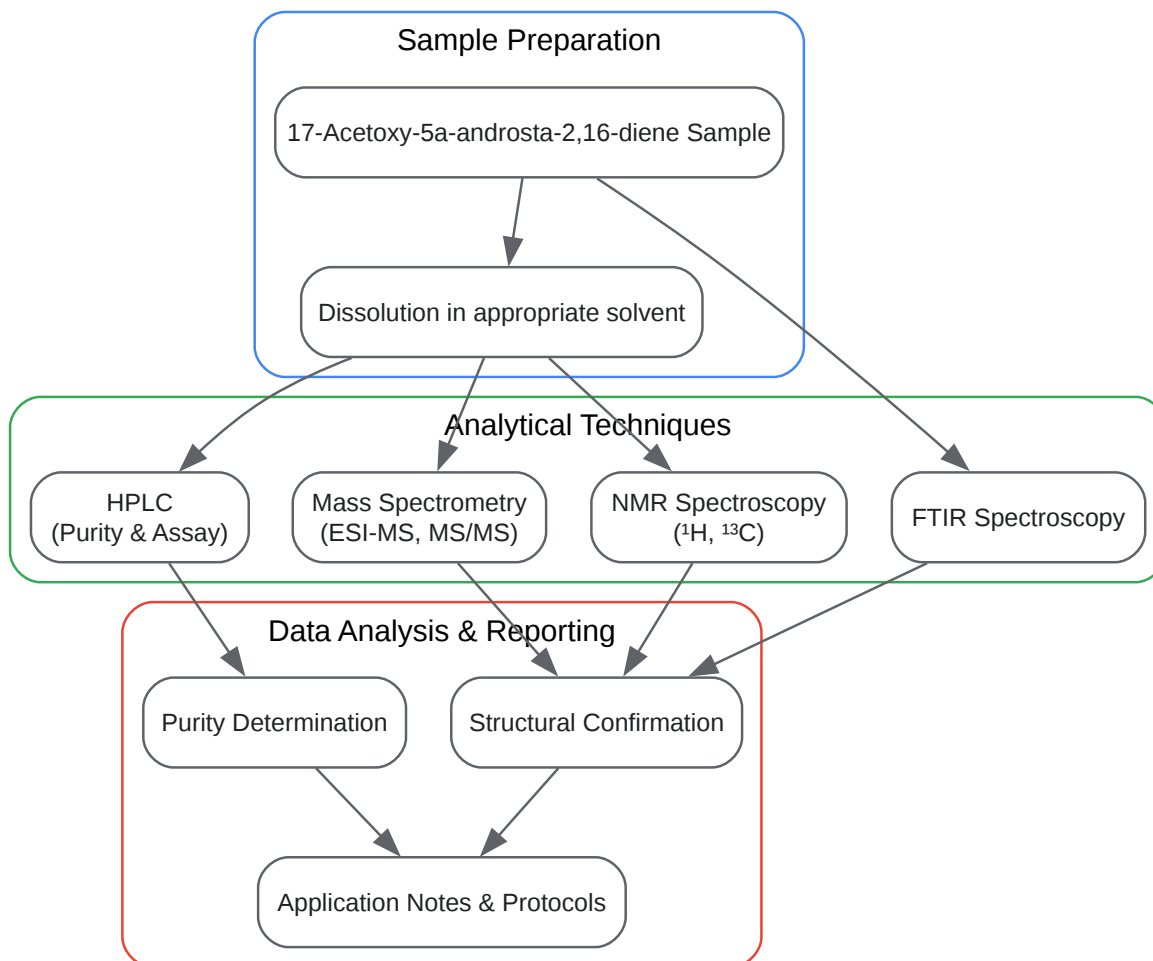 Sample Preparation
17-Acetoxy-5a-androsta-2,16-diene Sample
Dissolution in appropriate solvent
Analytical Techniques
HPLC
(Purity & Assay)
Mass Spectrometry
(ESI-MS, MS/MS)
NMR Spectroscopy
(¹H, ¹³C)
FTIR Spectroscopy
Data Analysis & Reporting
Purity Determination
Structural Confirmation
Application Notes & Protocols